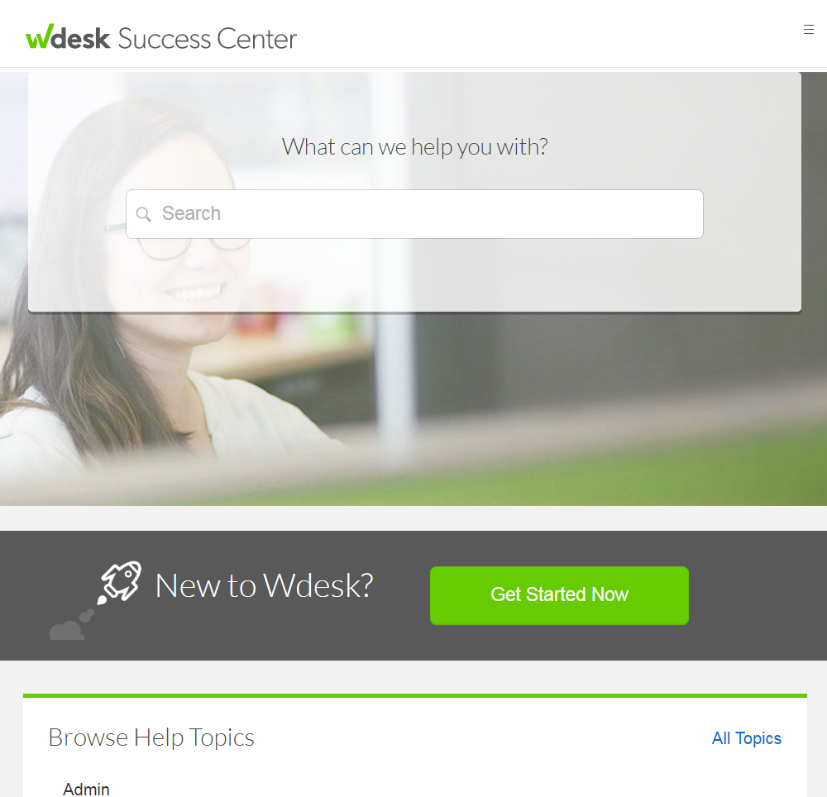 wdesk Success Center
What can we help you with?
Search
New to Wdesk?
Get Started Now
Browse Help Topics
All Topics
Admin